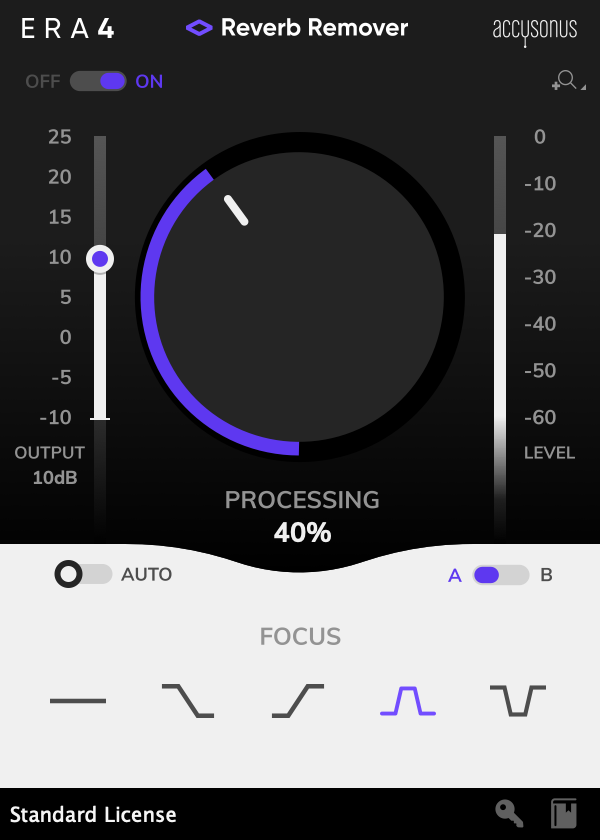 ERA4
Reverb Remover
accusonus
OFF ON
25
20
15
10
5
0
-5
-10
OUTPUT
10dB
0
-10
-20
-30
-40
-50
-60
LEVEL
PROCESSING
40%
AUTO
A B
FOCUS
Standard License